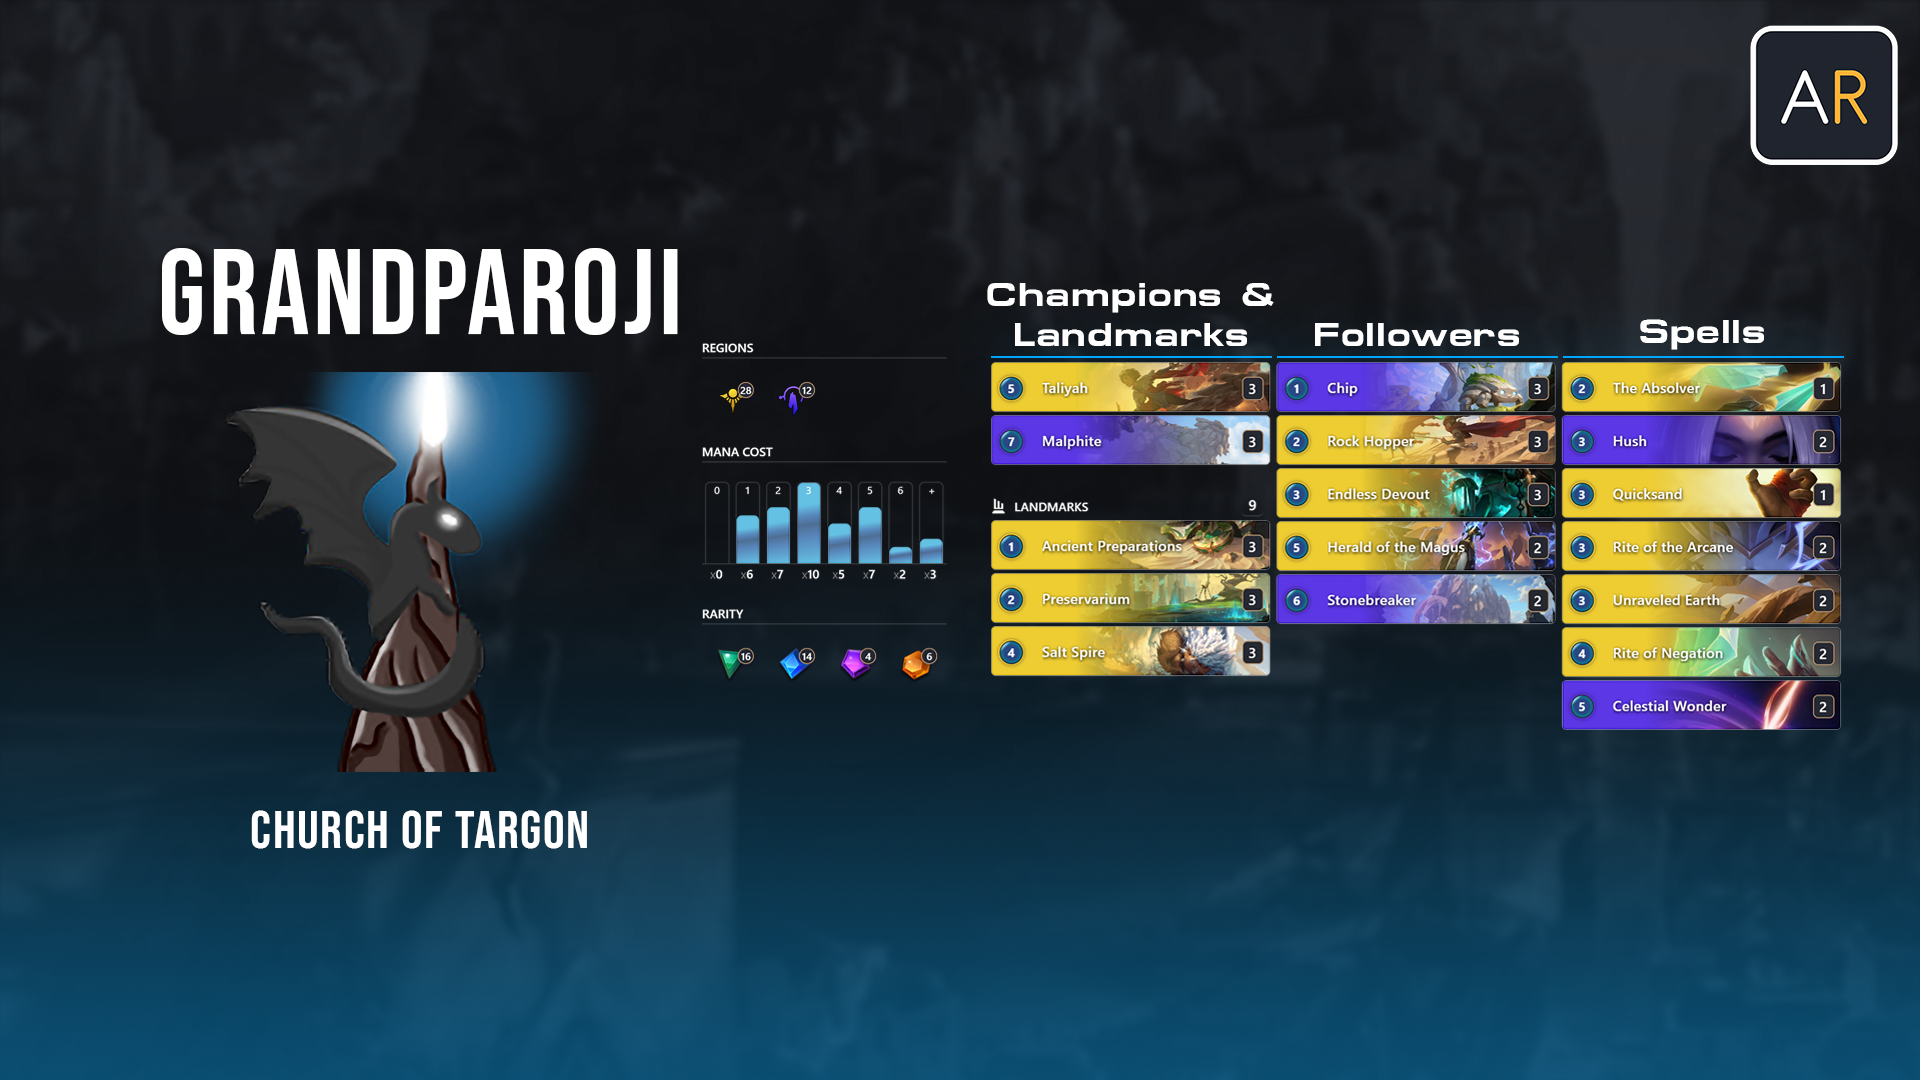 AR
GRANDPAROJI
CHURCH OF TARGON
REGIONS
28 12
MANA COST
0 1 2 3 4 5 6 +
x0 x6 x7 x10 x5 x7 x2 x3
RARITY
16 14 4 6
Champions &
Landmarks
5 Taliyah 3
7 Malphite 3
LANDMARKS 9
1 Ancient Preparations 3
2 Preservarium 3
4 Salt Spire 3
Followers
1 Chip 3
2 Rock Hopper 3
3 Endless Devout 3
5 Herald of the Magus 2
6 Stonebreaker 2
Spells
2 The Absolver 1
3 Hush 2
3 Quicksand 1
3 Rite of the Arcane 2
3 Unraveled Earth 2
4 Rite of Negation 2
5 Celestial Wonder 2